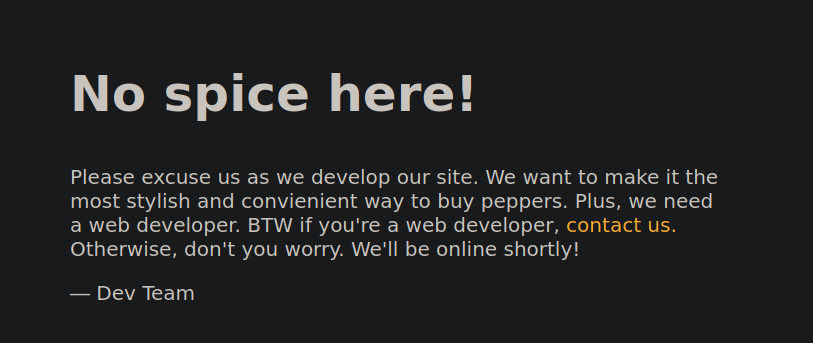 No spice here!
Please excuse us as we develop our site. We want to make it the
most stylish and convienient way to buy peppers. Plus, we need
a web developer. BTW if you're a web developer, contact us.
Otherwise, don't you worry. We'll be online shortly!
— Dev Team